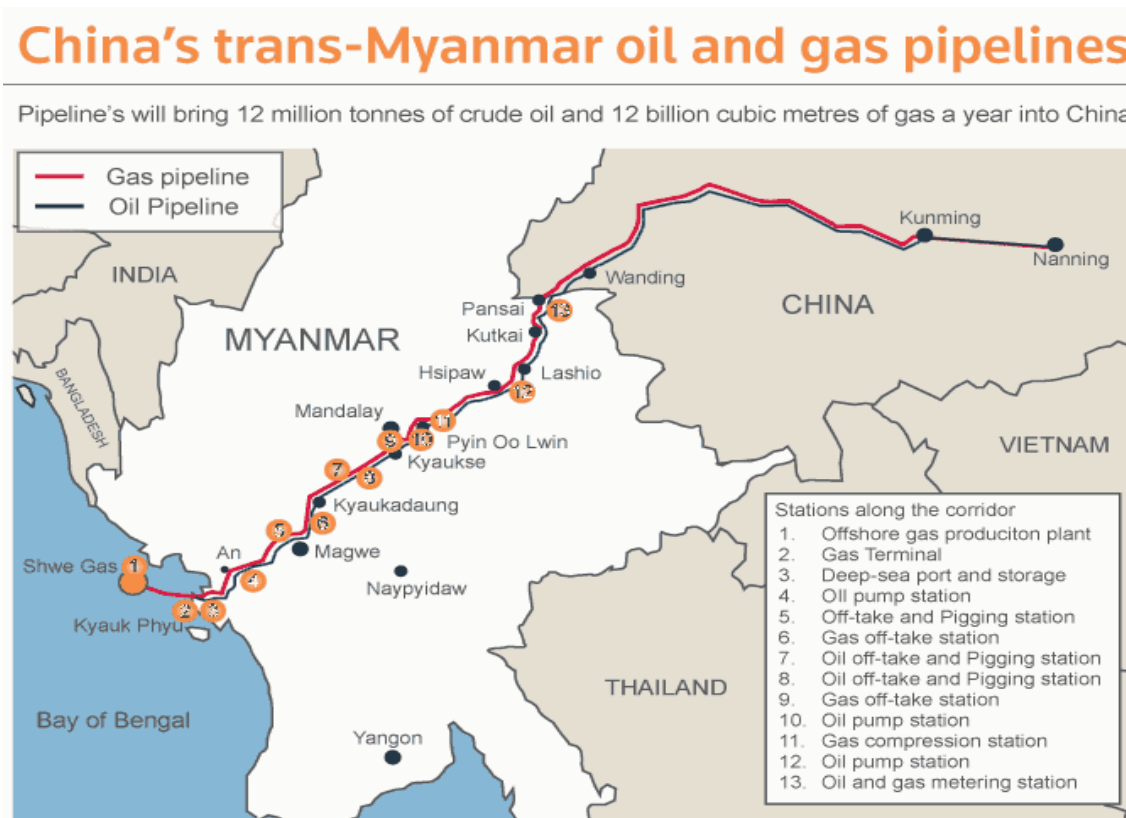 China's trans-Myanmar oil and gas pipelines
Pipeline's will bring 12 million tonnes of crude oil and 12 billion cubic metres of gas a year into China
Gas pipeline
Oil Pipeline
Kunming
Nanning
INDIA
Wanding
CHINA
Pansai
13
MYANMAR
Kutkai
Hsipaw
Lashio
12
BANGLADESH
Mandalay
11
9
10
Pyin Oo Lwin
VIETNAM
Kyaukse
7
8
Kyaukadaung
5
6
An
Magwe
Shwe Gas
1
4
Naypyidaw
2
3
Kyauk Phyu
THAILAND
Bay of Bengal
Yangon
Stations along the corridor
1. Offshore gas produciton plant
2. Gas Terminal
3. Deep-sea port and storage
4. OIl pump station
5. Off-take and Pigging station
6. Gas off-take station
7. Oil off-take and Pigging station
8. Oil off-take and Pigging station
9. Gas off-take station
10. Oil pump station
11. Gas compression station
12. Oil pump station
13. Oil and gas metering station